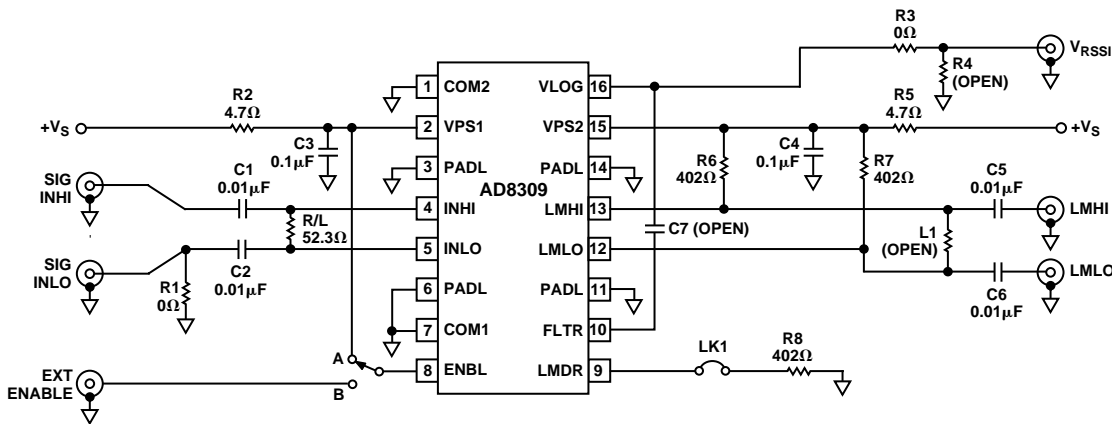 R3
0Ω
VRSSI
R4
(OPEN)
1 COM2
VLOG 16
R2
4.7Ω
R5
4.7Ω
+VS
2 VPS1
VPS2 15
+VS
C3
0.1μF
R6
402Ω
C4
0.1μF
R7
402Ω
3 PADL
PADL 14
AD8309
C1
0.01μF
C5
0.01μF
SIG
INHI
4 INHI
LMHI 13
LMHI
R/L
52.3Ω
C7 (OPEN)
L1
(OPEN)
5 INLO
LMLO 12
SIG
INLO
C2
0.01μF
R1
0Ω
C6
0.01μF
LMLO
6 PADL
PADL 11
7 COM1
FLTR 10
A
LK1
R8
402Ω
8 ENBL
LMDR 9
EXT
ENABLE
B